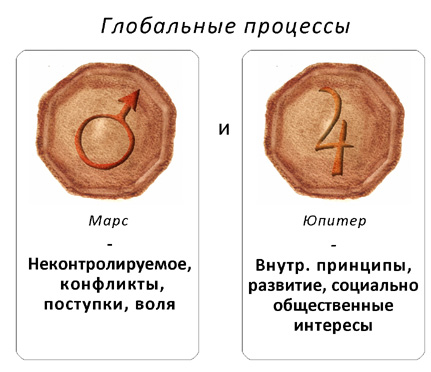 Глобальные процессы
и
Марс
-
Неконтролируемое,
конфликты,
поступки, воля
Юпитер
-
Внутр. принципы,
развитие, социально
общественные
интересы